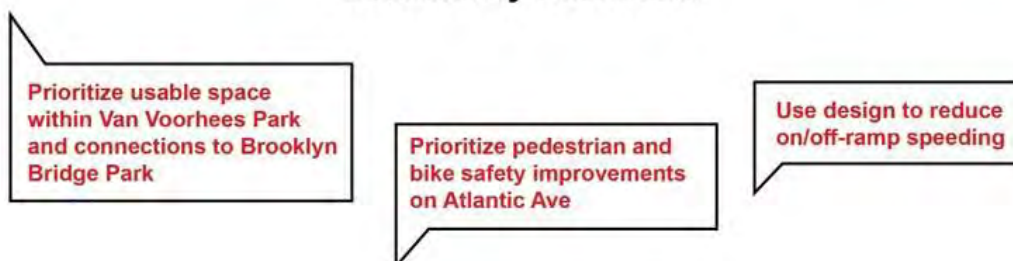 Prioritize usable space
within Van Voorhees Park
and connections to Brooklyn
Bridge Park
Prioritize pedestrian and
bike safety improvements
on Atlantic Ave
Use design to reduce
on/off-ramp speeding